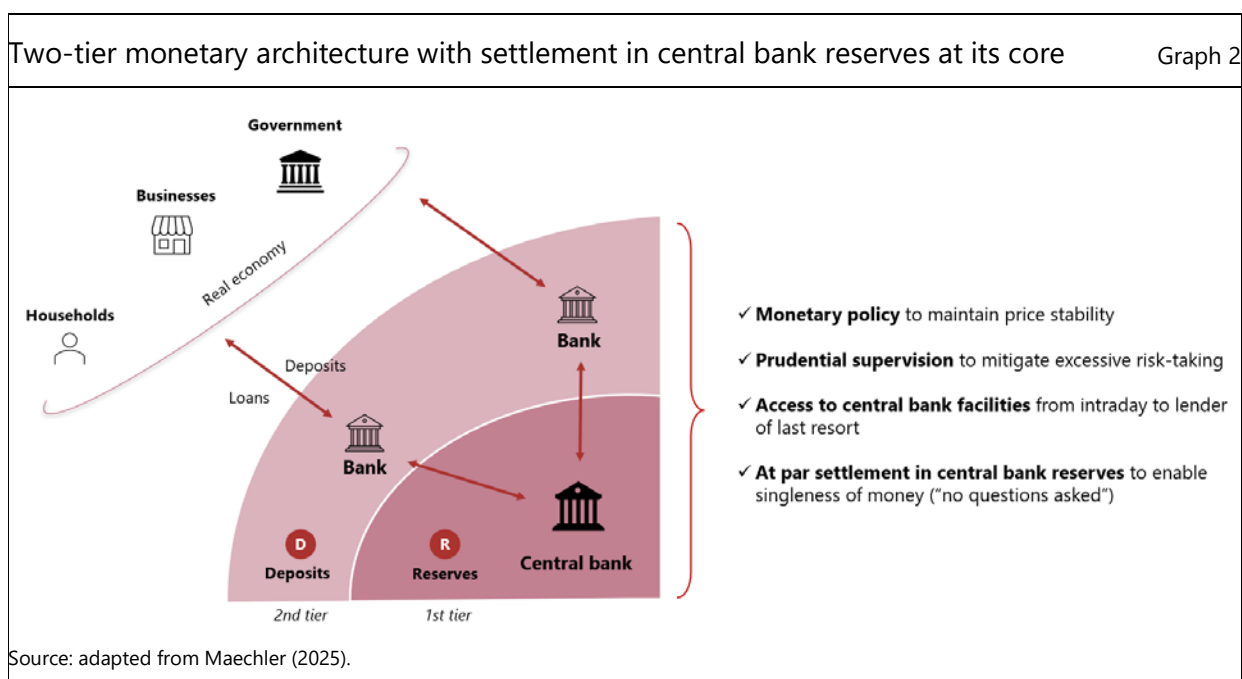 Two-tier monetary architecture with settlement in central bank reserves at its core
Graph 2
Government
Businesses
Real economy
Households
Deposits
Loans
Bank
Bank
D
Deposits
R
Reserves
Central bank
2nd tier
1st tier
✓ Monetary policy to maintain price stability
✓ Prudential supervision to mitigate excessive risk-taking
✓ Access to central bank facilities from intraday to lender
of last resort
✓ At par settlement in central bank reserves to enable
singleness of money (“no questions asked”)
Source: adapted from Maechler (2025).